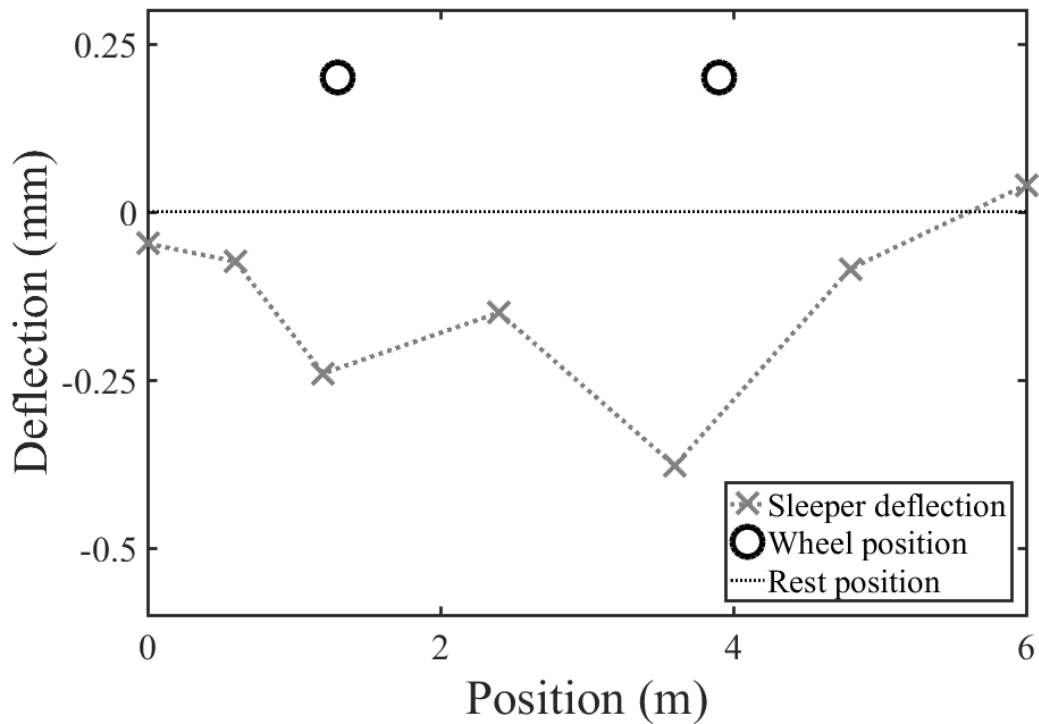 0.25
0
-0.25
-0.5
Deflection (mm)
0 2 4 6
Position (m)
Sleeper deflection
Wheel position
Rest position